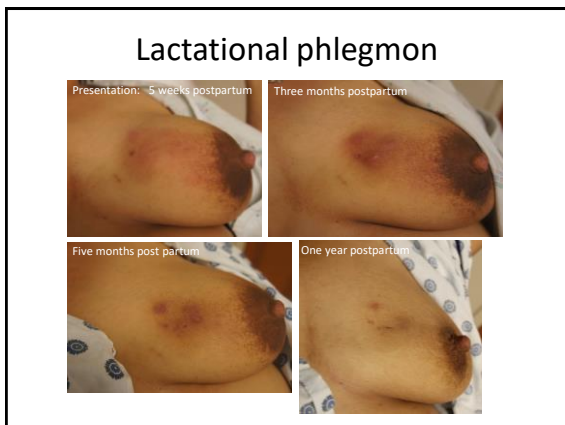 Lactational phlegmon
Presentation: 5 weeks postpartum
Three months postpartum
Five months post partum
One year postpartum